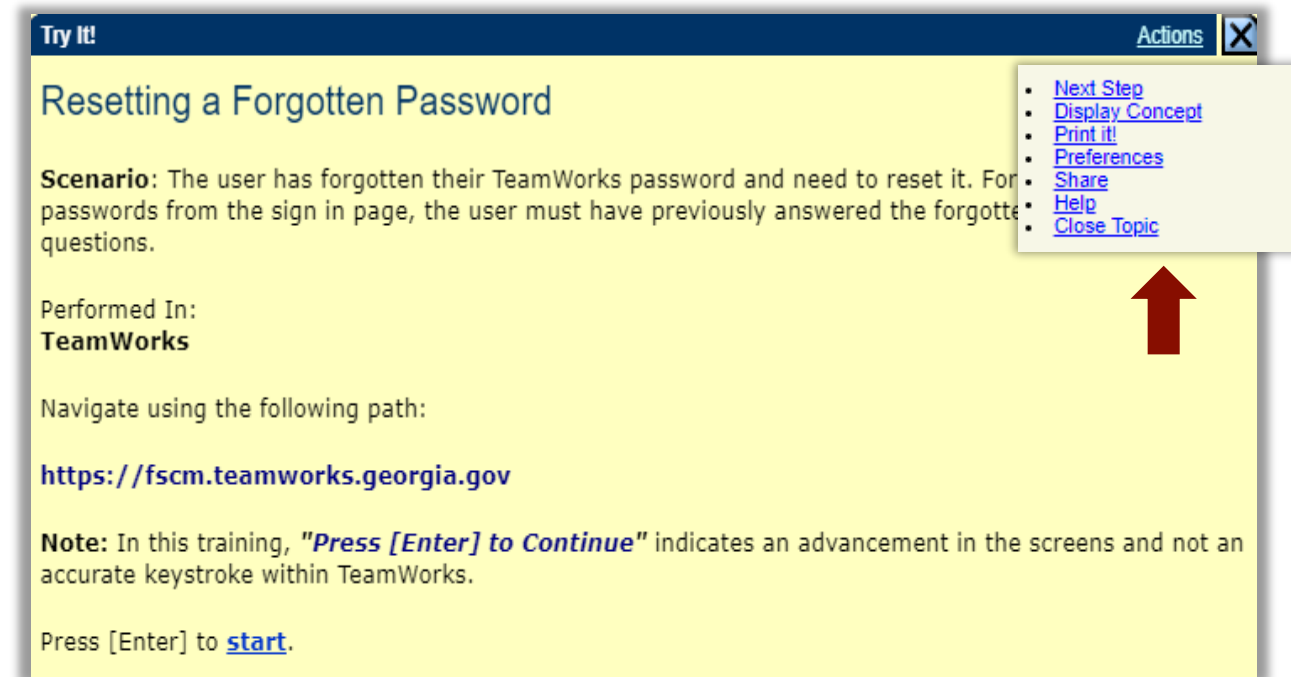 Try It!
Actions
Resetting a Forgotten Password
Next Step
Display Concept
Print it!
Preferences
Share
Help
Close Topic
Scenario: The user has forgotten their TeamWorks password and need to reset it. For
passwords from the sign in page, the user must have previously answered the
questions.
Performed In:
TeamWorks
Navigate using the following path:
https://fscm.teamworks.georgia.gov
Note: In this training, "Press [Enter] to Continue" indicates an advancement in the screens and not an
accurate keystroke within TeamWorks.
Press [Enter] to start.